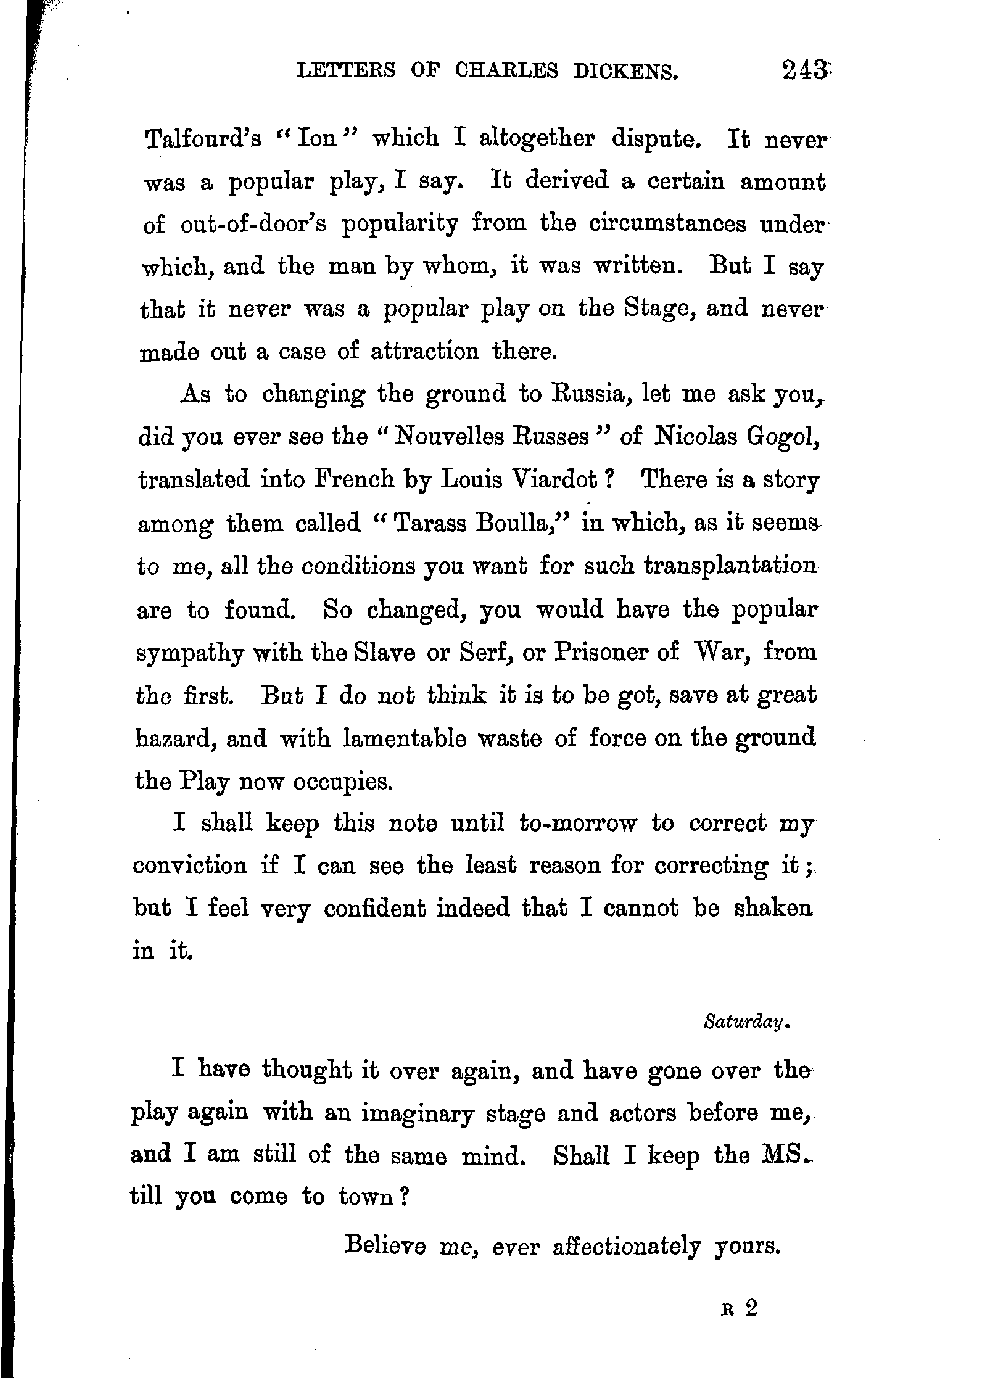 LETTERS OF CHARLES DICKENS. 243
Talfourd's "Ion" which I altogether dispute. It never
was a popular play, I say. It derived a certain amount
of out-of-door's popularity from the circumstances under
which, and the man by whom, it was written. But I say
that it never was a popular play on the Stage, and never
made out a case of attraction there.
As to changing the ground to Russia, let me ask you,
did you ever see the "Nouvelles Russes" of Nicolas Gogol,
translated into French by Louis Viardot? There is a story
among them called "Tarass Boulla," in which, as it seems
to me, all the conditions you want for such transplantation
are to found. So changed, you would have the popular
sympathy with the Slave or Serf, or Prisoner of War, from
the first. But I do not think it is to be got, save at great
hazard, and with lamentable waste of force on the ground
the Play now occupies.
I shall keep this note until to-morrow to correct my
conviction if I can see the least reason for correcting it;
but I feel very confident indeed that I cannot be shaken
in it.
Saturday.
I have thought it over again, and have gone over the
play again with an imaginary stage and actors before me,
and I am still of the same mind. Shall I keep the MS.
till you come to town?
Believe me, ever affectionately yours.
R 2